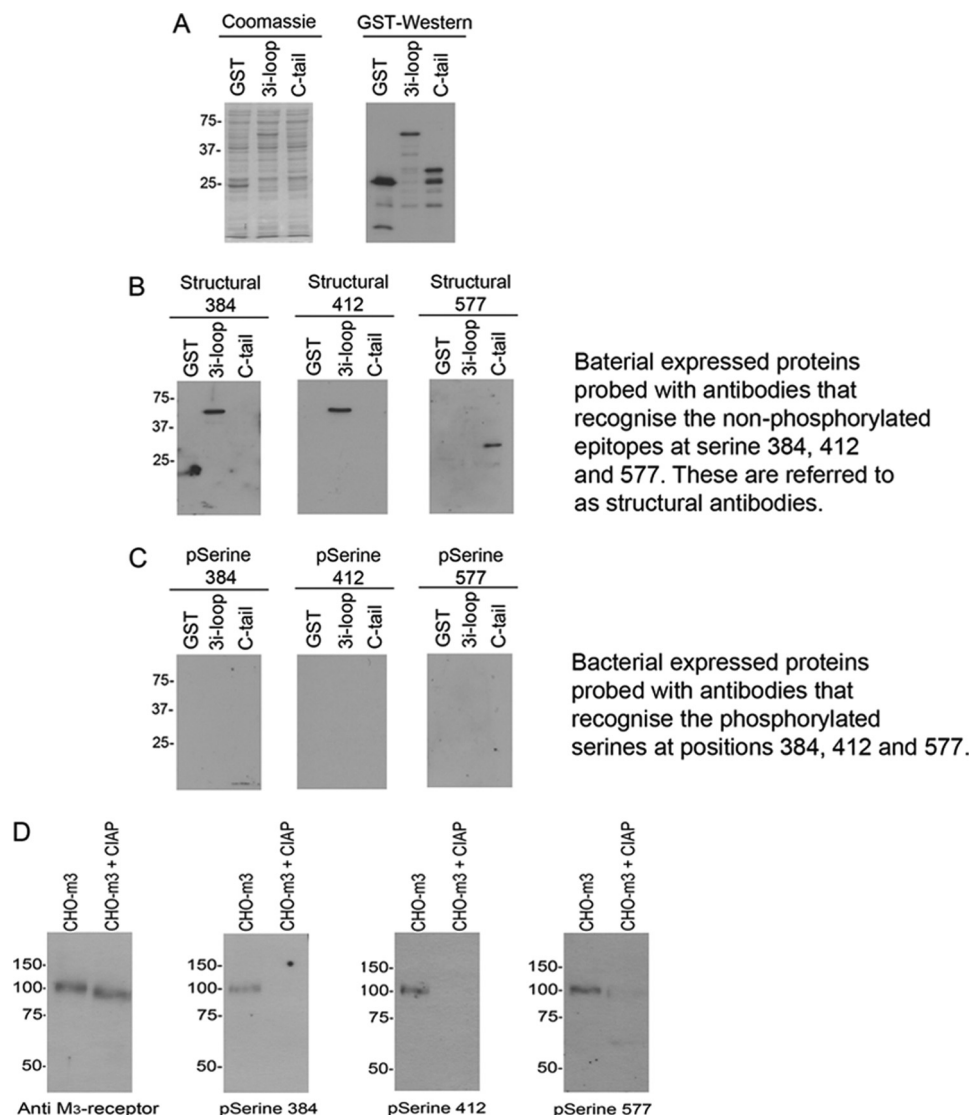 A
Coomassie
GST-Western
GST
3i-loop
C-tail
GST
3i-loop
C-tail
75-
37-
25-
B
Structural
384
Structural
412
Structural
577
GST
3i-loop
C-tail
GST
3i-loop
C-tail
GST
3i-loop
C-tail
75-
37-
25-
Baterial expressed proteins
probed with antibodies that
recognise the non-phosphorylated
epitopes at serine 384, 412
and 577. These are referred to
as structural antibodies.
C
pSerine
384
pSerine
412
pSerine
577
GST
3i-loop
C-tail
GST
3i-loop
C-tail
GST
3i-loop
C-tail
75-
37-
25-
Bacterial expressed proteins
probed with antibodies that
recognise the phosphorylated
serines at positions 384, 412 and 577.
D
CHO-m3
CHO-m3 + CIAP
CHO-m3
CHO-m3 + CIAP
CHO-m3
CHO-m3 + CIAP
CHO-m3
CHO-m3 + CIAP
150-
100-
75-
50-
150-
100-
75-
50-
150-
100-
75-
50-
150-
100-
75-
50-
Anti M3-receptor
pSerine 384
pSerine 412
pSerine 577